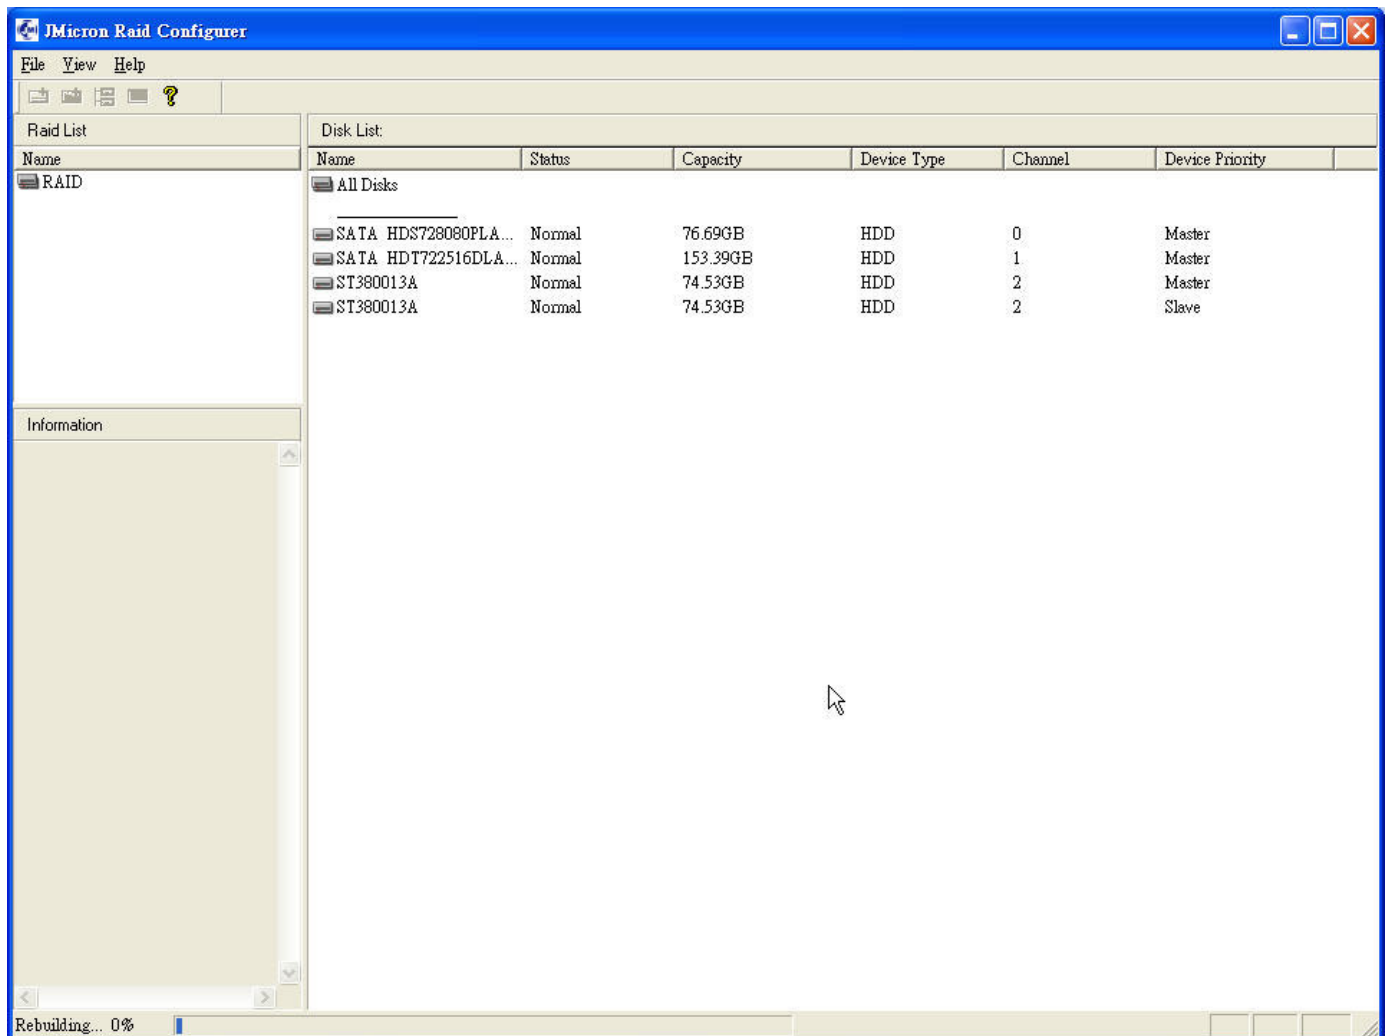 JMicron Raid Configurer
File View Help
Raid List
Disk List:
Name
Name Status Capacity Device Type Channel Device Priority
RAID
All Disks
SATA HDS728080PLA... Normal 76.69GB HDD 0 Master
SATA HDT722516DLA... Normal 153.39GB HDD 1 Master
ST380013A Normal 74.53GB HDD 2 Master
ST380013A Normal 74.53GB HDD 2 Slave
Information
Rebuilding... 0%